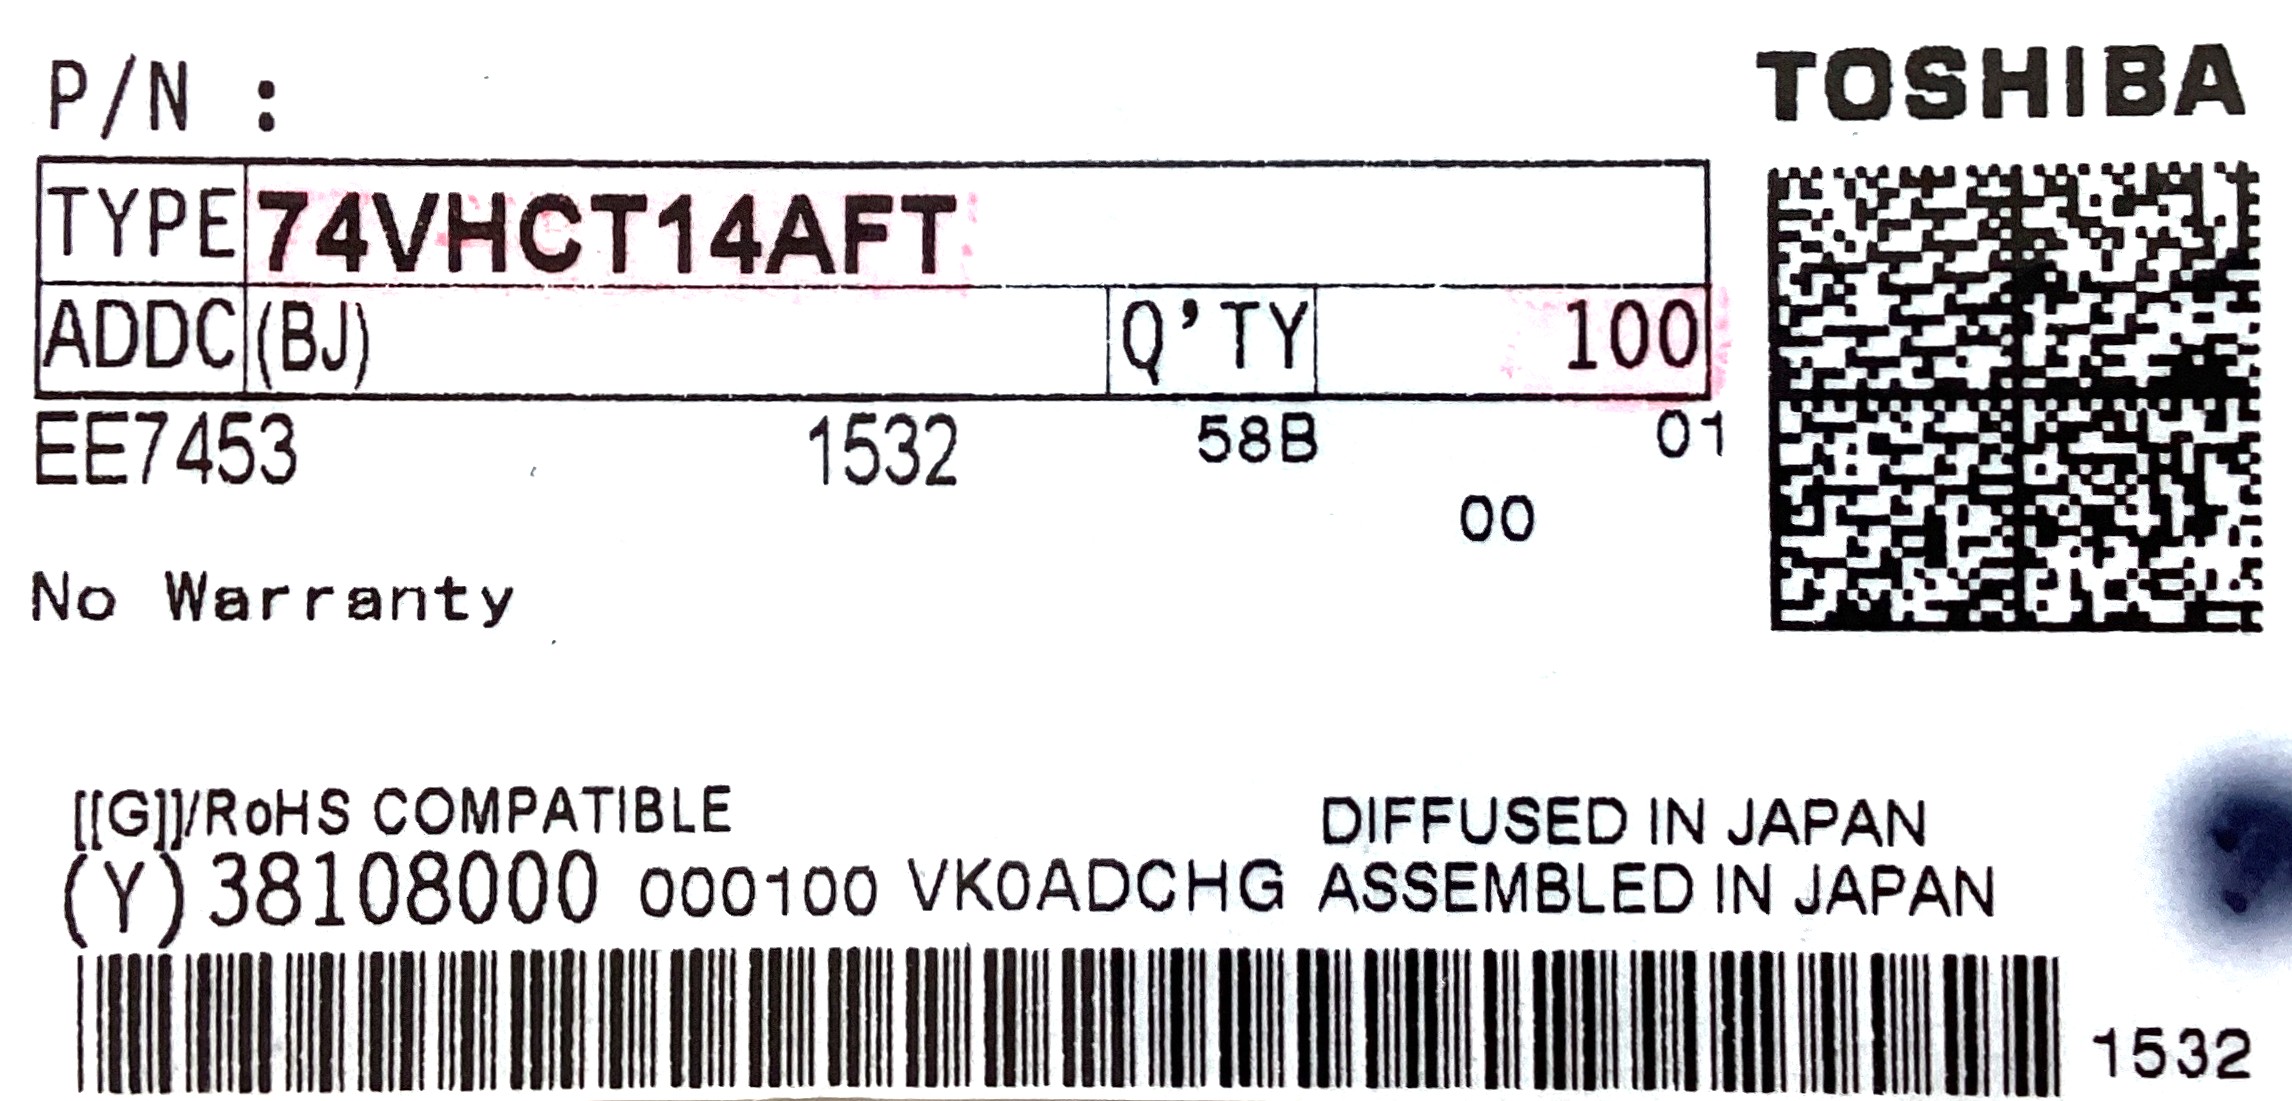 P/N :
TOSHIBA
TYPE 74VHCT14AFT
ADDC (BJ) Q'TY 100
EE7453 1532 58B 01
00
No Warranty
[[G]]/RoHS COMPATIBLE DIFFUSED IN JAPAN
(Y) 38108000 000100 VK0ADCHG ASSEMBLED IN JAPAN
1532